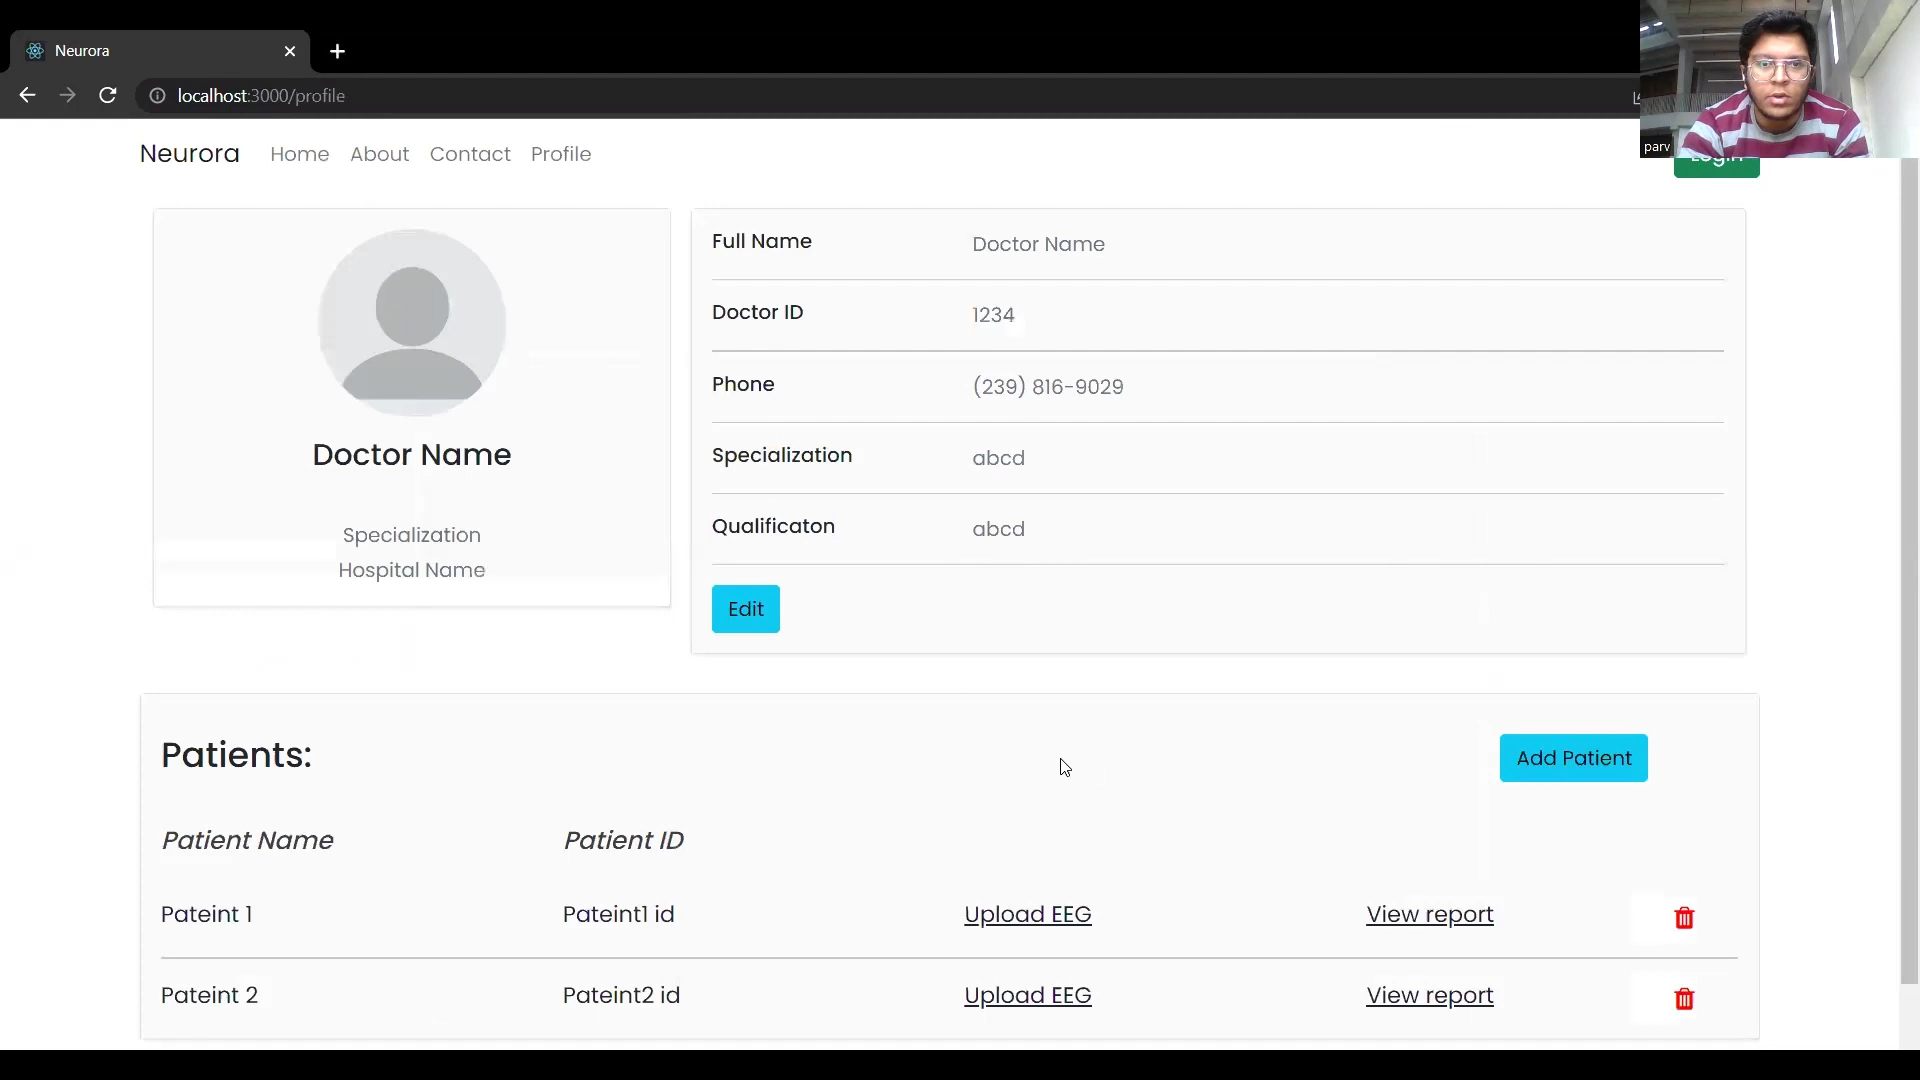 Neurora
localhost:3000/profile
parv
Neurora Home About Contact Profile Login
Doctor Name
Specialization
Hospital Name
Full Name Doctor Name
Doctor ID 1234
Phone (239) 816-9029
Specialization abcd
Qualificaton abcd
Edit
Patients: Add Patient
Patient Name Patient ID
Pateint 1 Pateint1 id Upload EEG View report
Pateint 2 Pateint2 id Upload EEG View report